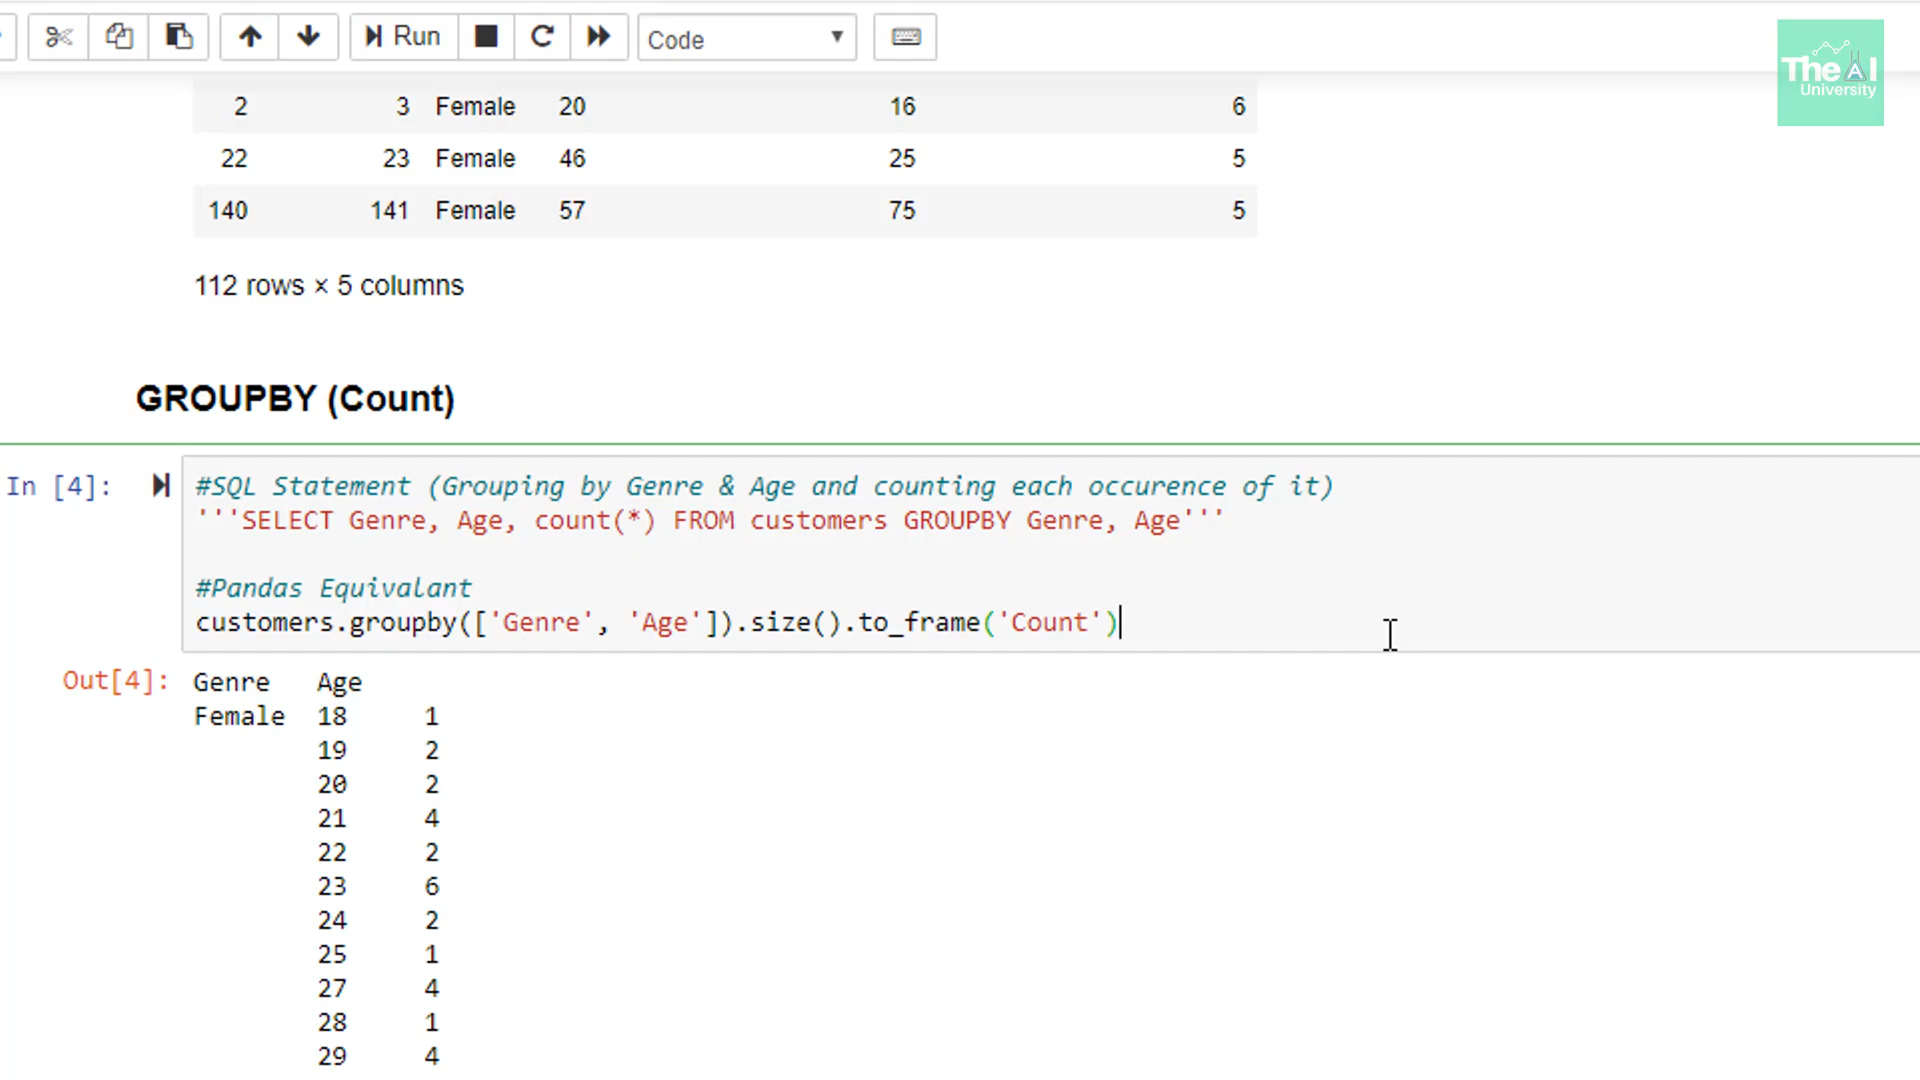 Run
Code
The AI
University
2 3 Female 20 16 6
22 23 Female 46 25 5
140 141 Female 57 75 5
112 rows × 5 columns
GROUPBY (Count)
In [4]:
#SQL Statement (Grouping by Genre & Age and counting each occurence of it)
'''SELECT Genre, Age, count(*) FROM customers GROUPBY Genre, Age'''
#Pandas Equivalant
customers.groupby(['Genre', 'Age']).size().to_frame('Count')
Out[4]: Genre Age
Female 18 1
19 2
20 2
21 4
22 2
23 6
24 2
25 1
27 4
28 1
29 4